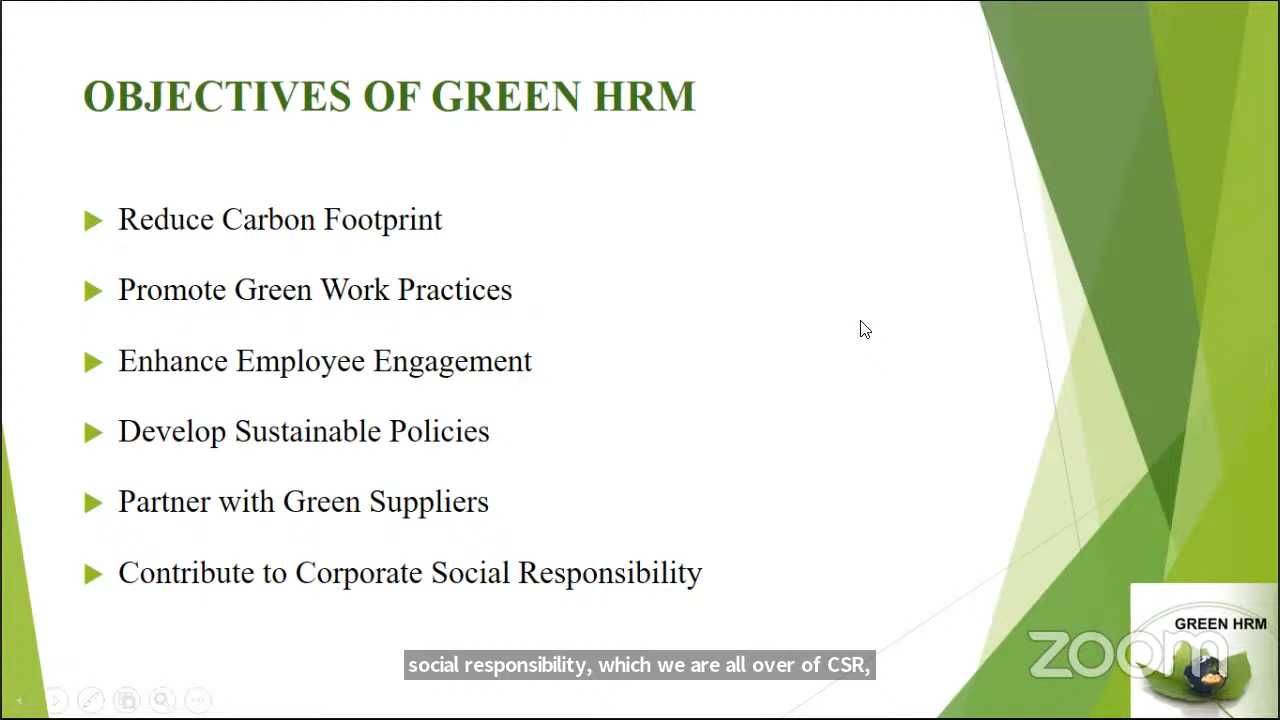 OBJECTIVES OF GREEN HRM
Reduce Carbon Footprint
Promote Green Work Practices
Enhance Employee Engagement
Develop Sustainable Policies
Partner with Green Suppliers
Contribute to Corporate Social Responsibility
GREEN HRM
zoom
social responsibility, which we are all over of CSR,